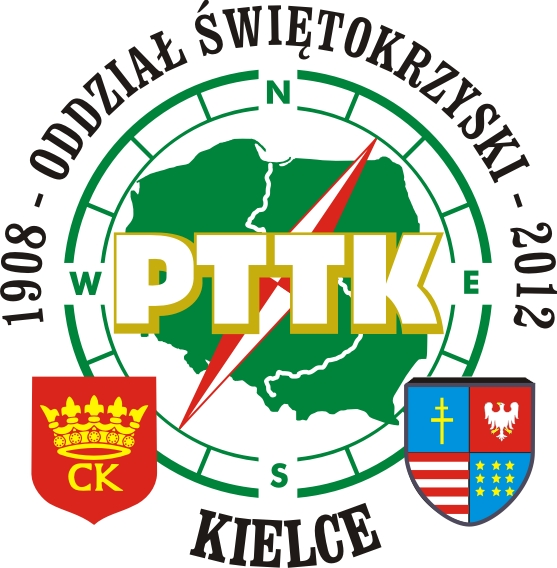 1908 - ODDZIAŁ ŚWIĘTOKRZYSKI - 2012
N
W
PTTK
E
CK
S
KIELCE